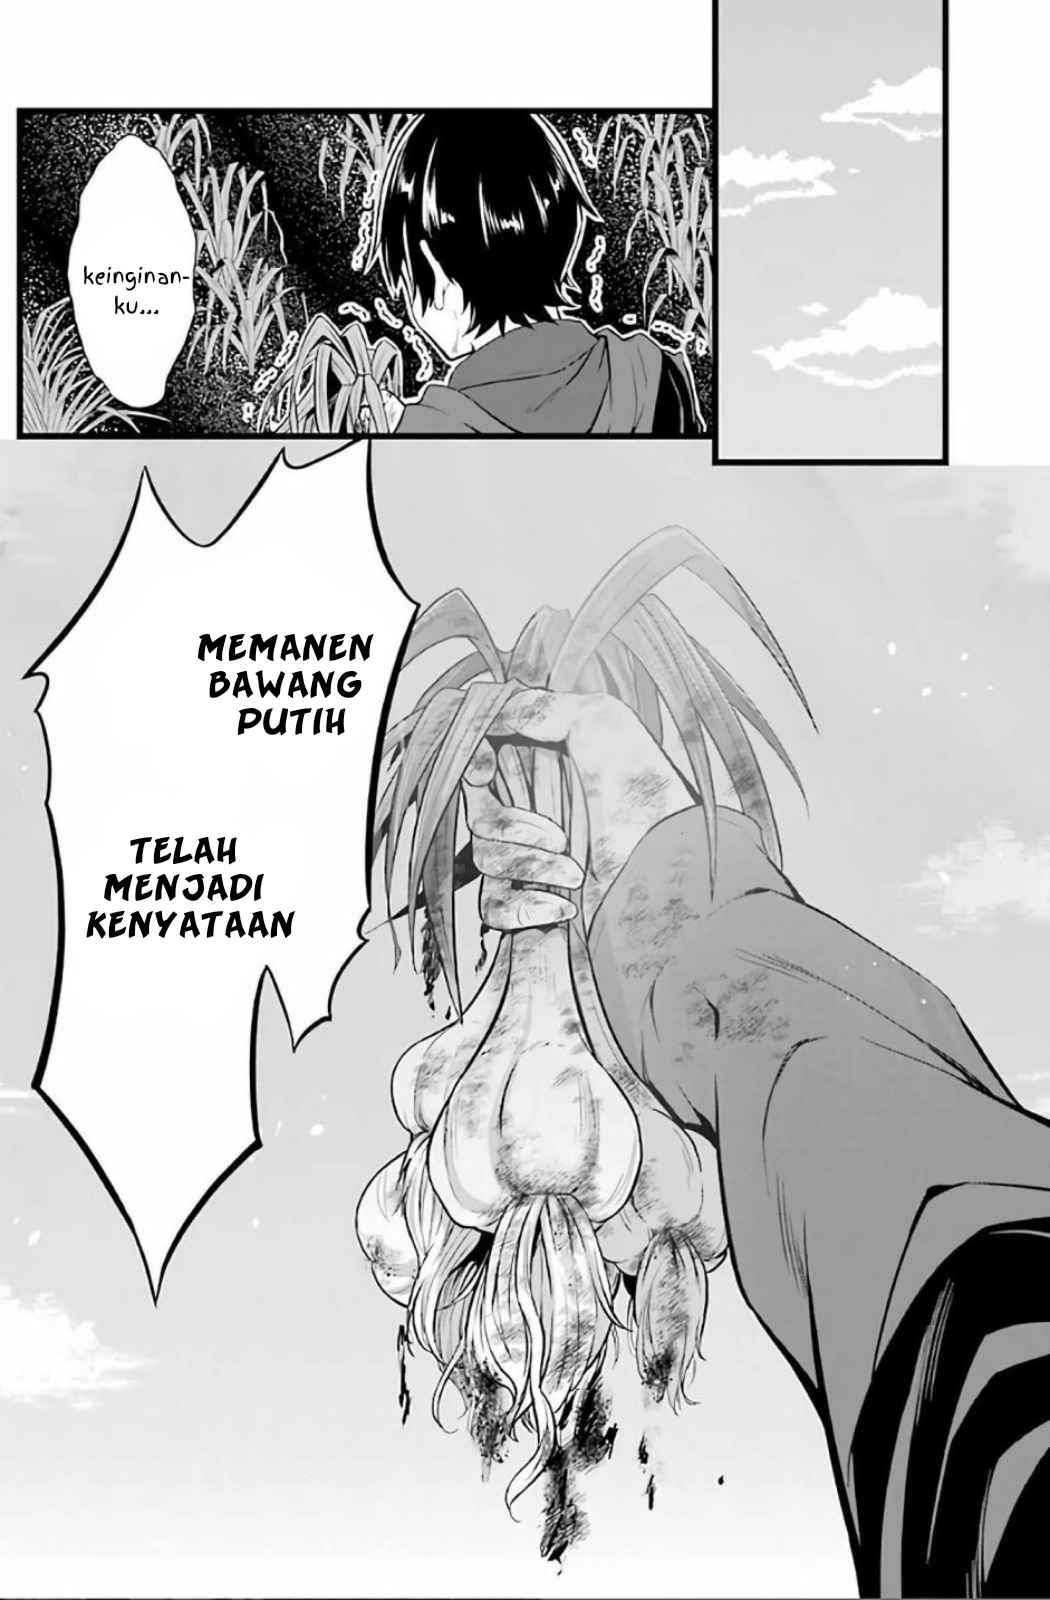 keinginan-
ku...
MEMANEN
BAWANG
PUTIH
TELAH
MENJADI
KENYATAAN